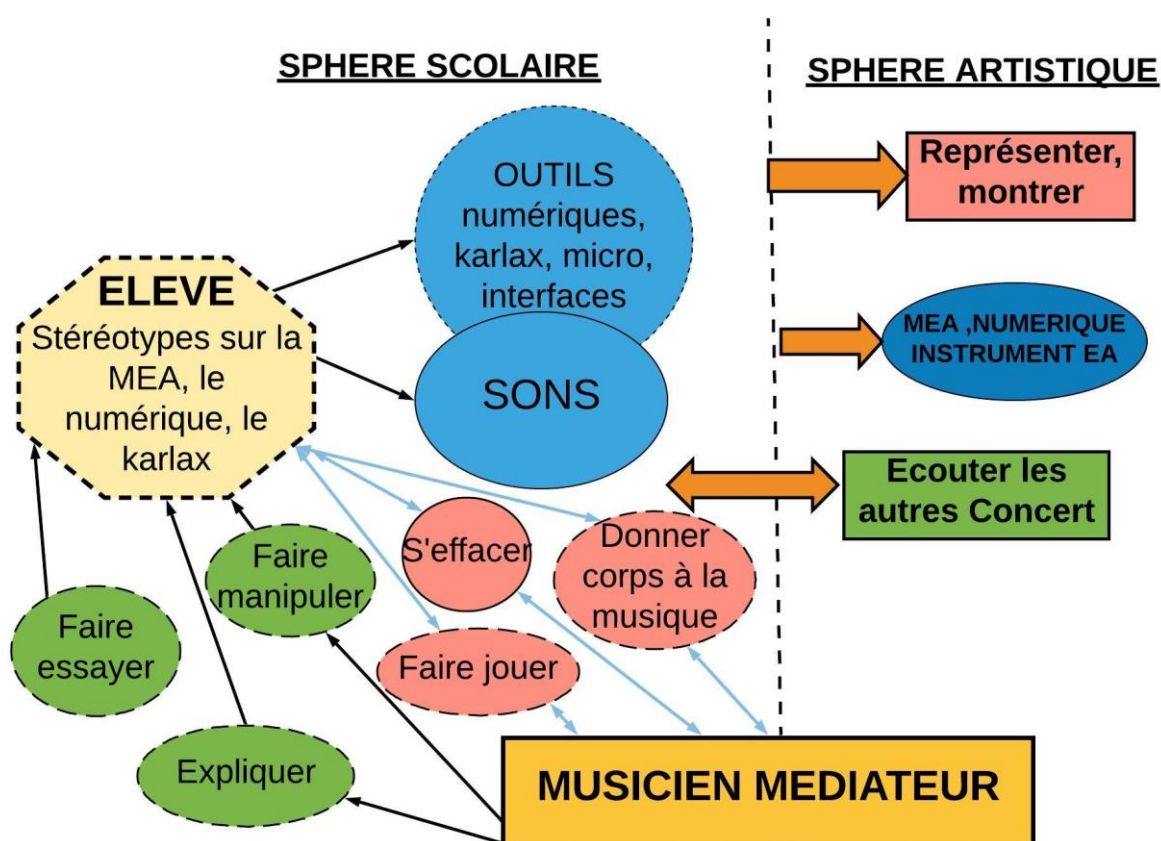 SPHERE SCOLAIRE
SPHERE ARTISTIQUE
OUTILS
numériques,
karlax, micro,
interfaces
Représenter,
montrer
ELEVE
Stéréotypes sur la
MEA, le
numérique, le
karlax
SONS
MEA ,NUMERIQUE
INSTRUMENT EA
Ecouter les
autres Concert
S'effacer
Donner
corps à la
musique
Faire
manipuler
Faire
essayer
Faire jouer
Expliquer
MUSICIEN MEDIATEUR